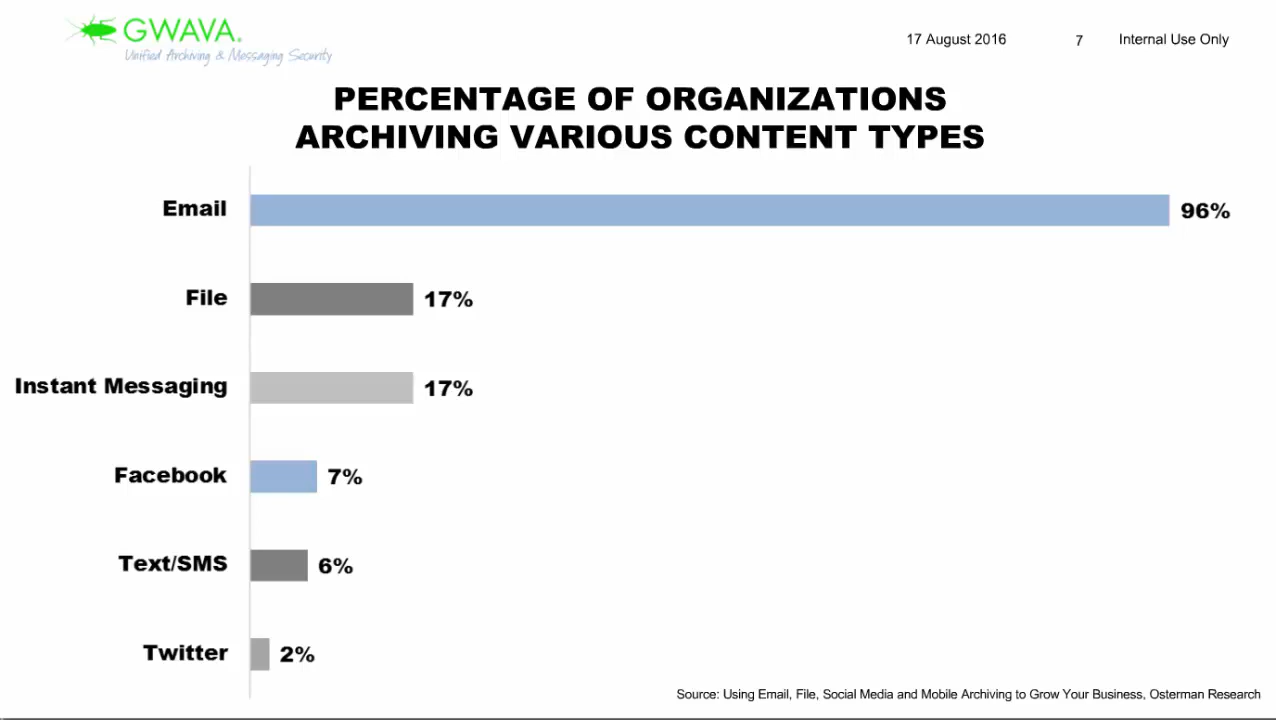 GWAVA.
Unified Archiving & Messaging Security
17 August 2016 7 Internal Use Only
PERCENTAGE OF ORGANIZATIONS
ARCHIVING VARIOUS CONTENT TYPES
Email 96%
File 17%
Instant Messaging 17%
Facebook 7%
Text/SMS 6%
Twitter 2%
Source: Using Email, File, Social Media and Mobile Archiving to Grow Your Business, Osterman Research